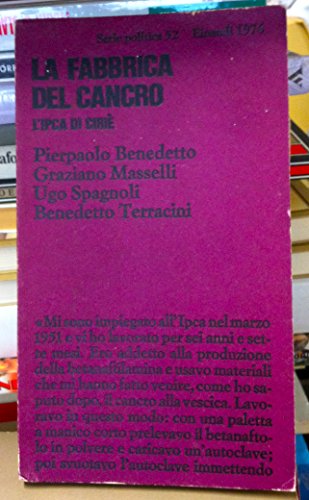 Serie politica 52 Einaudi 1976
LA FABBRICA
DEL CANCRO
L'IPCA DI CIRIÈ
Pierpaolo Benedetto
Graziano Masselli
Ugo Spagnoli
Benedetto Terracini
«Mi sono impiegato all'Ipca nel marzo
1951 e vi ho lavorato per sei anni e set-
te mesi. Ero addetto alla produzione
della betanaftilamina e usavo materiali
che mi hanno fatto venire, come ho sa-
puto dopo, il cancro alla vescica. Lavo-
ravo in questo modo: con una paletta
a manico corto prelevavo il betanafto-
lo in polvere e caricavo un'autoclave;
poi svuotavo l'autoclave immettendo